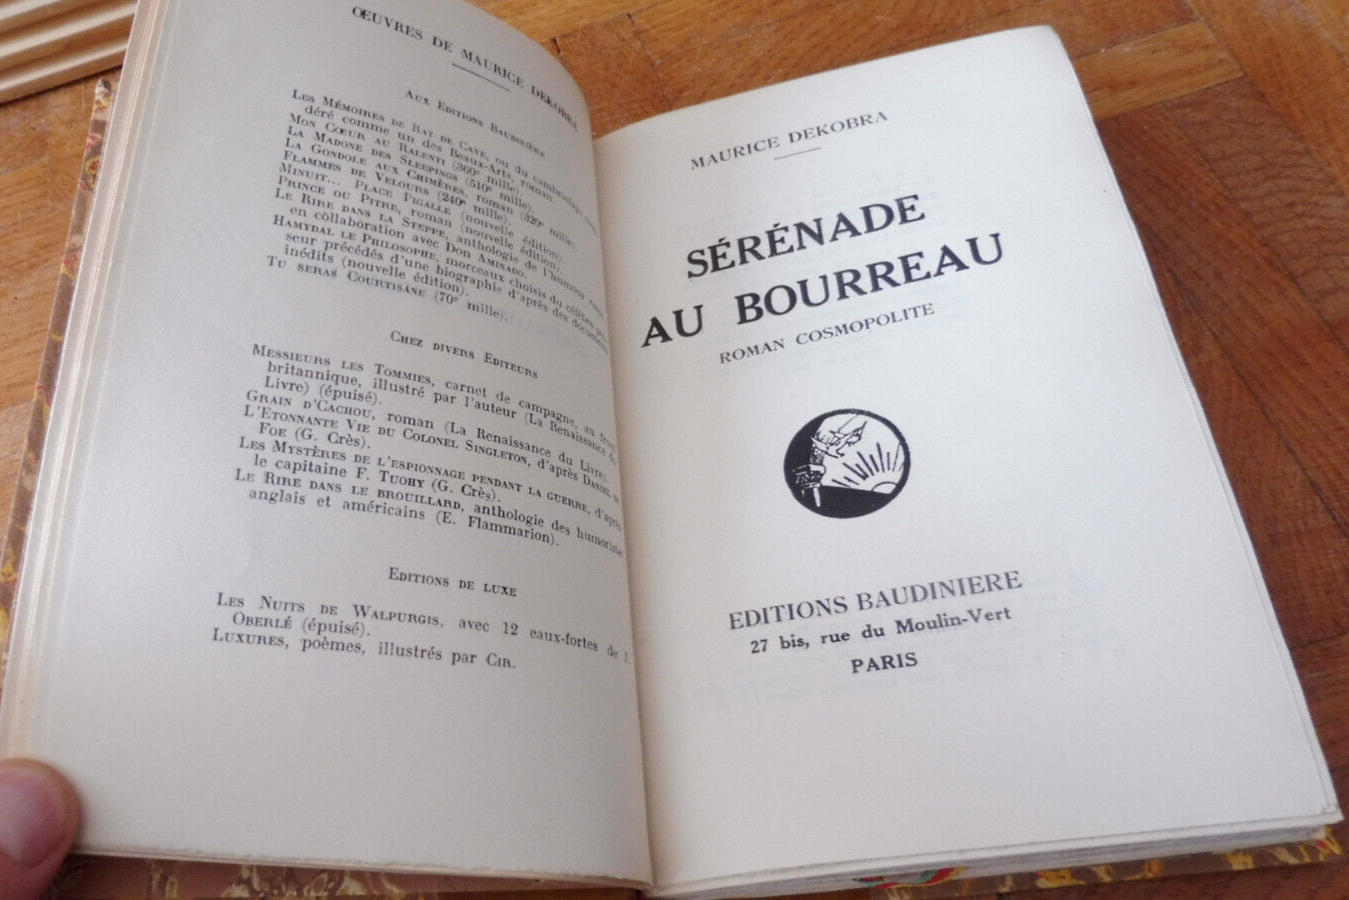 ŒUVRES DE MAURICE DEKOBRA
AUX EDITIONS BAUDINIÈRE
LES MÉMOIRES DE RAT DE CAVE, ou du cambriolage
déré comme un des Beaux-Arts, roman.
MON CŒUR AU RALENTI (360e mille).
LA MADONE DES SLEEPINGS (510e mille).
LA GONDOLE AUX CHIMÈRES, roman (320e mille).
FLAMMES DE VELOURS (240e mille).
MINUIT... PLACE PIGALLE (nouvelle édition).
PRINCE OU PITRE, roman (nouvelle édition).
LE RIRE DANS LA STEPPE, anthologie de l'humour
en collaboration avec DON AMINADO.
HAMYDAL LE PHILOSOPHE, morceaux choisis du célèbre
seur précédés d'une biographie d'après des documents
inédits (nouvelle édition).
TU SERAS COURTISANE (70e mille).
CHEZ DIVERS EDITEURS
MESSIEURS LES TOMMIES, carnet de campagne, au front
britannique, illustré par l'auteur (La Renaissance du
Livre) (épuisé).
GRAIN D'CACHOU, roman (La Renaissance du Livre).
L'ETONNANTE VIE DU COLONEL SINGLETON, d'après DANIEL DE
FOE (G. Crès).
LES MYSTÈRES DE L'ESPIONNAGE PENDANT LA GUERRE, d'après
le capitaine F. TUOHY (G. Crès).
LE RIRE DANS LE BROUILLARD, anthologie des humoristes
anglais et américains (E. Flammarion).
EDITIONS DE LUXE
LES NUITS DE WALPURGIS, avec 12 eaux-fortes de J.
OBERLÉ (épuisé).
LUXURES, poèmes, illustrés par CIR.
MAURICE DEKOBRA
SÉRÉNADE
AU BOURREAU
ROMAN COSMOPOLITE
EDITIONS BAUDINIERE
27 bis, rue du Moulin-Vert
PARIS